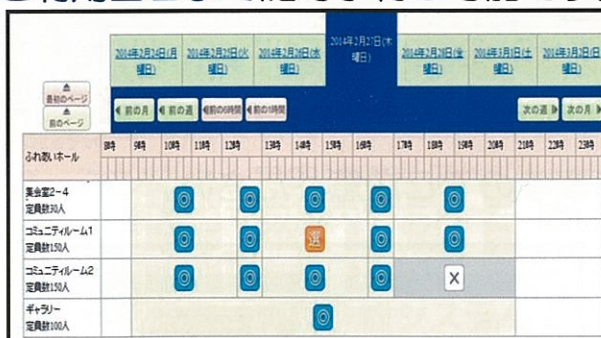 2014年2月24日(月曜日) 2014年2月25日(火曜日) 2014年2月26日(水曜日) 2014年2月27日(木曜日) 2014年2月28日(金曜日) 2014年3月1日(土曜日) 2014年3月2日(日曜日)
最初のページ
前のページ
前の月 前の週 前の6時間 前の1時間 次の週 次の月
ふれあいホール 8時 9時 10時 11時 12時 13時 14時 15時 16時 17時 18時 19時 20時 21時 22時 23時
集会室2-4
定員数30人
コミュニティルーム1
定員数150人
選
コミュニティルーム2
定員数150人
X
ギャラリー
定員数100人